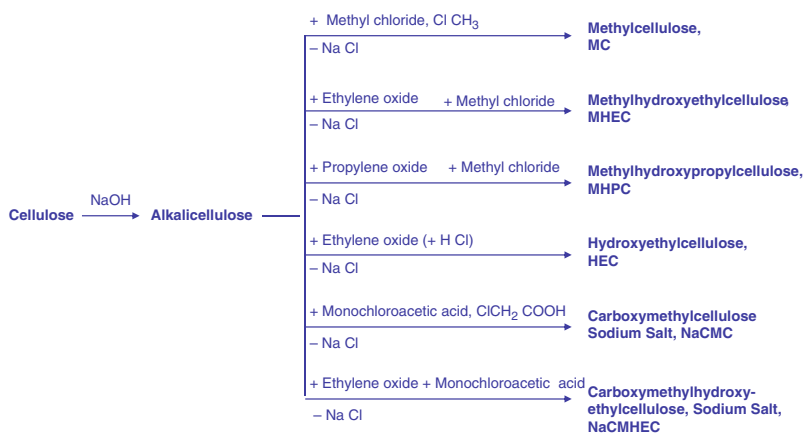 + Methyl chloride, Cl CH₃
– Na Cl
Methylcellulose,
MC
+ Ethylene oxide + Methyl chloride
– Na Cl
Methylhydroxyethylcellulose,
MHEC
+ Propylene oxide + Methyl chloride
– Na Cl
Methylhydroxypropylcellulose,
MHPC
NaOH
Cellulose Alkalicellulose
+ Ethylene oxide (+ H Cl)
– Na Cl
Hydroxyethylcellulose,
HEC
+ Monochloroacetic acid, ClCH₂ COOH
– Na Cl
Carboxymethylcellulose
Sodium Salt, NaCMC
+ Ethylene oxide + Monochloroacetic acid
– Na Cl
Carboxymethylhydroxy-
ethylcellulose, Sodium Salt,
NaCMHEC